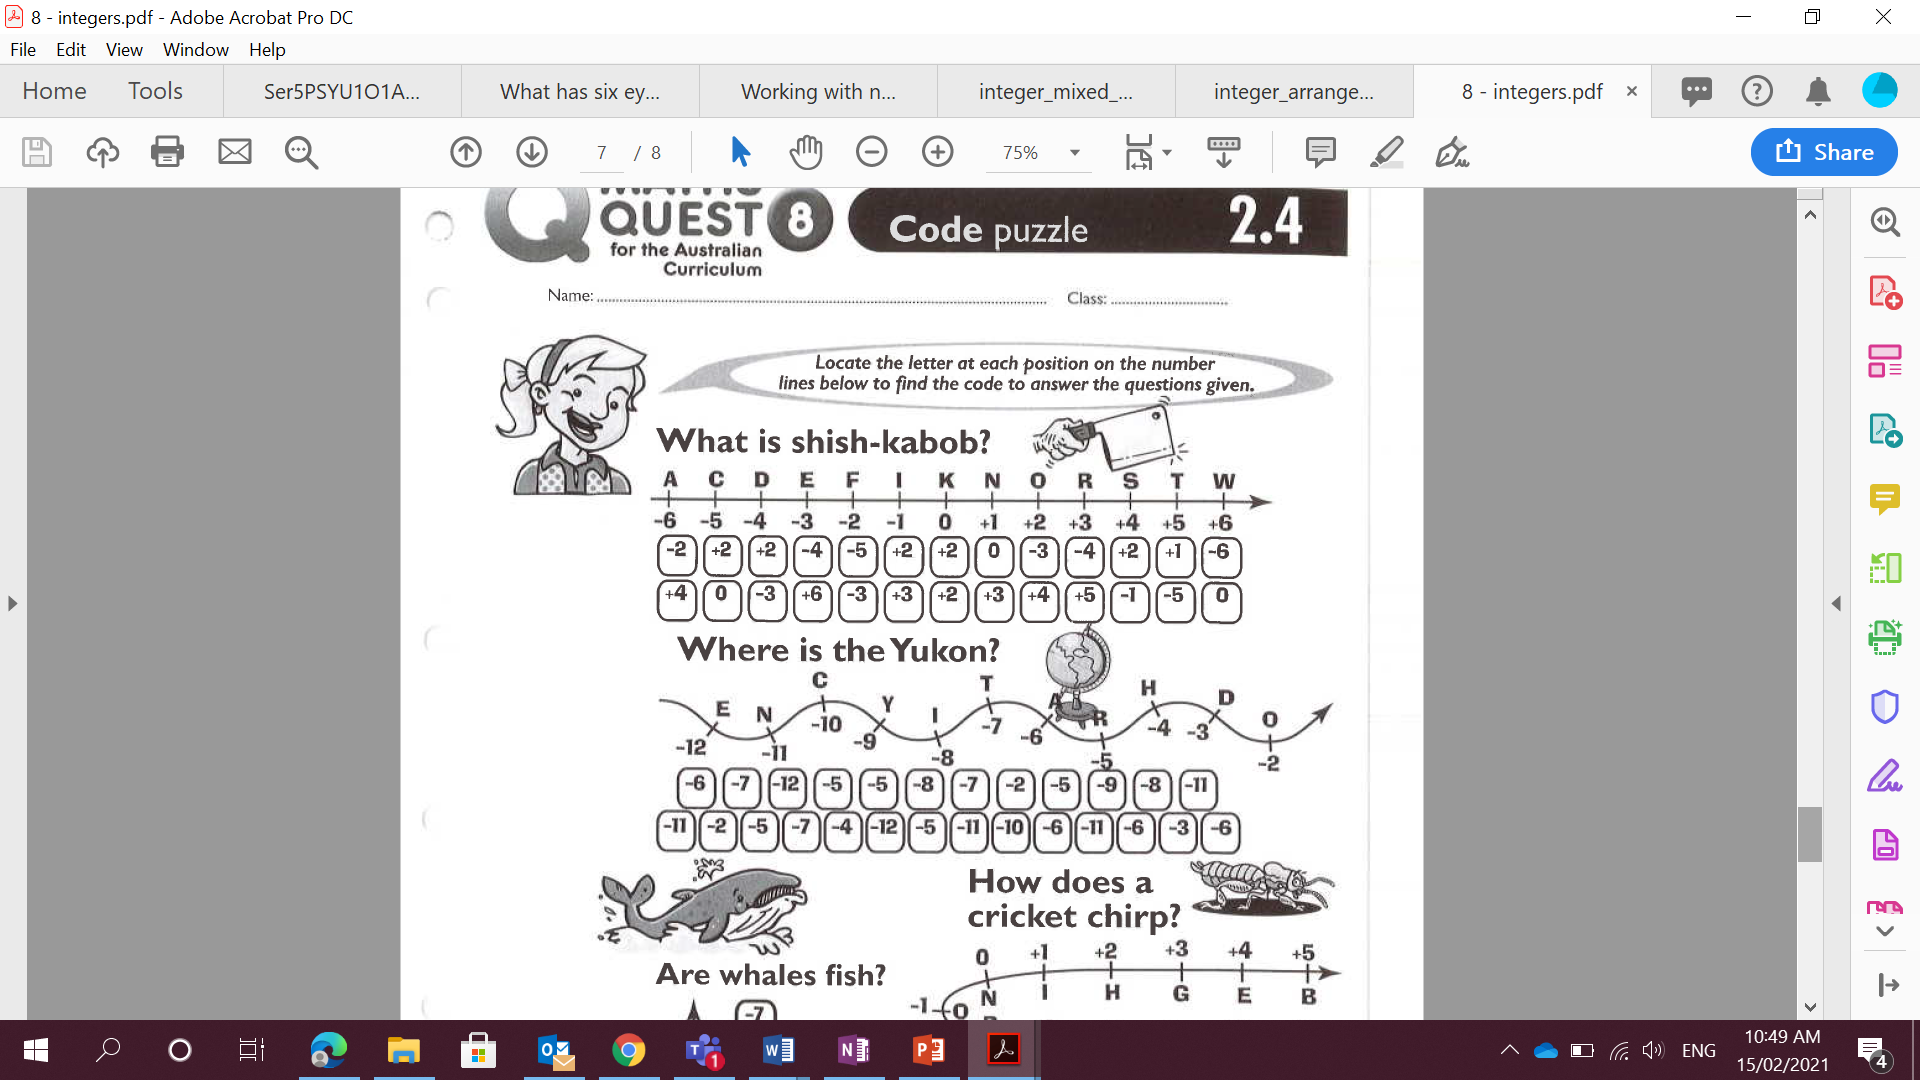 8 - integers.pdf - Adobe Acrobat Pro DC
File Edit View Window Help
Home Tools Ser5PSYU1O1A... What has six ey... Working with n... integer_mixed_... integer_arrange... 8 - integers.pdf ×
7 / 8 75% Share
MATHS
QUEST 8
for the Australian
Curriculum
Code puzzle 2.4
Name: Class:
Locate the letter at each position on the number
lines below to find the code to answer the questions given.
What is shish-kabob?
A C D E F I K N O R S T W
-6 -5 -4 -3 -2 -1 0 +1 +2 +3 +4 +5 +6
-2 +2 +2 -4 -5 +2 +2 0 -3 -4 +2 +1 -6
+4 0 -3 +6 -3 +3 +2 +3 +4 +5 -1 -5 0
Where is the Yukon?
E N C Y I T A R H D O
-12 -11 -10 -9 -8 -7 -6 -5 -4 -3 -2
-6 -7 -12 -5 -5 -8 -7 -2 -5 -9 -8 -11
-11 -2 -5 -7 -4 -12 -5 -11 -10 -6 -11 -6 -3 -6
How does a
cricket chirp?
0 +1 +2 +3 +4 +5
N I H G E B
-1 O
Are whales fish?
-7
1
ENG
10:49 AM
15/02/2021
4